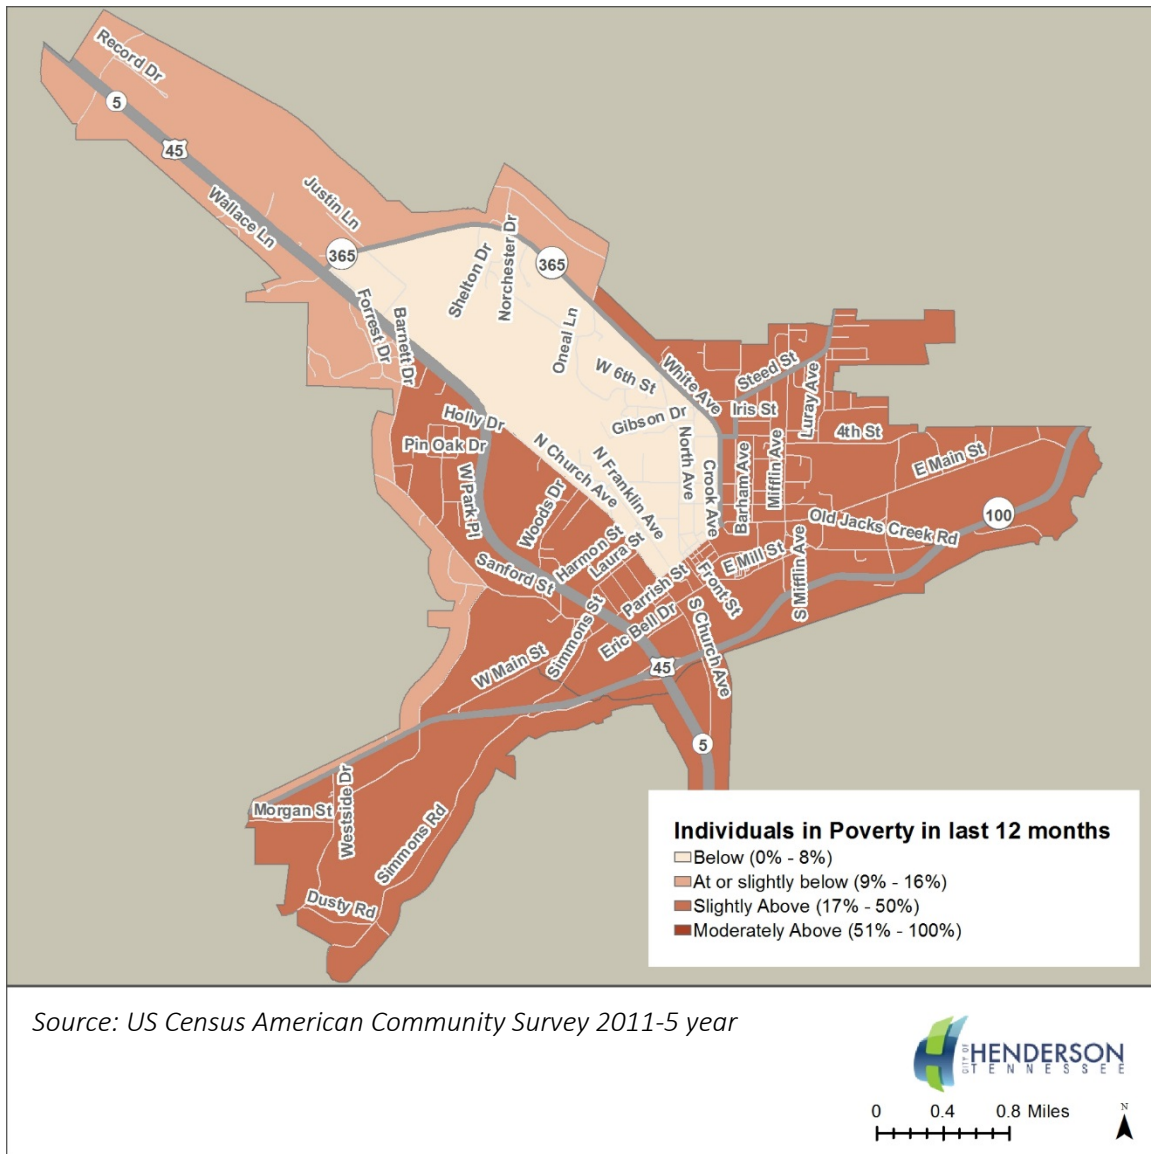 Record Dr
5
45
Wallace Ln
Justin Ln
365
Shelton Dr
Norchester Dr
365
Forrest Dr
Barnett Dr
Oneal Ln
W 6th St
White Ave
Steed St
Iris St
Luray Ave
Gibson Dr
4th St
Holly Dr
Pin Oak Dr
N Church Ave
N Franklin Ave
North Ave
Crook Ave
Barham Ave
Mifflin Ave
E Main St
W Park Pl
Woods Dr
100
Old Jacks Creek Rd
Harmon St
Laura St
Sanford St
E Mill St
S Mifflin Ave
Parrish St
Front St
Simmons St
Eric Bell Dr
S Church Ave
W Main St
45
5
Morgan St
Westside Dr
Simmons Rd
Dusty Rd
Individuals in Poverty in last 12 months
Below (0% - 8%)
At or slightly below (9% - 16%)
Slightly Above (17% - 50%)
Moderately Above (51% - 100%)
Source: US Census American Community Survey 2011-5 year
CITY OF
HENDERSON
TENNESSEE
0 0.4 0.8 Miles
N